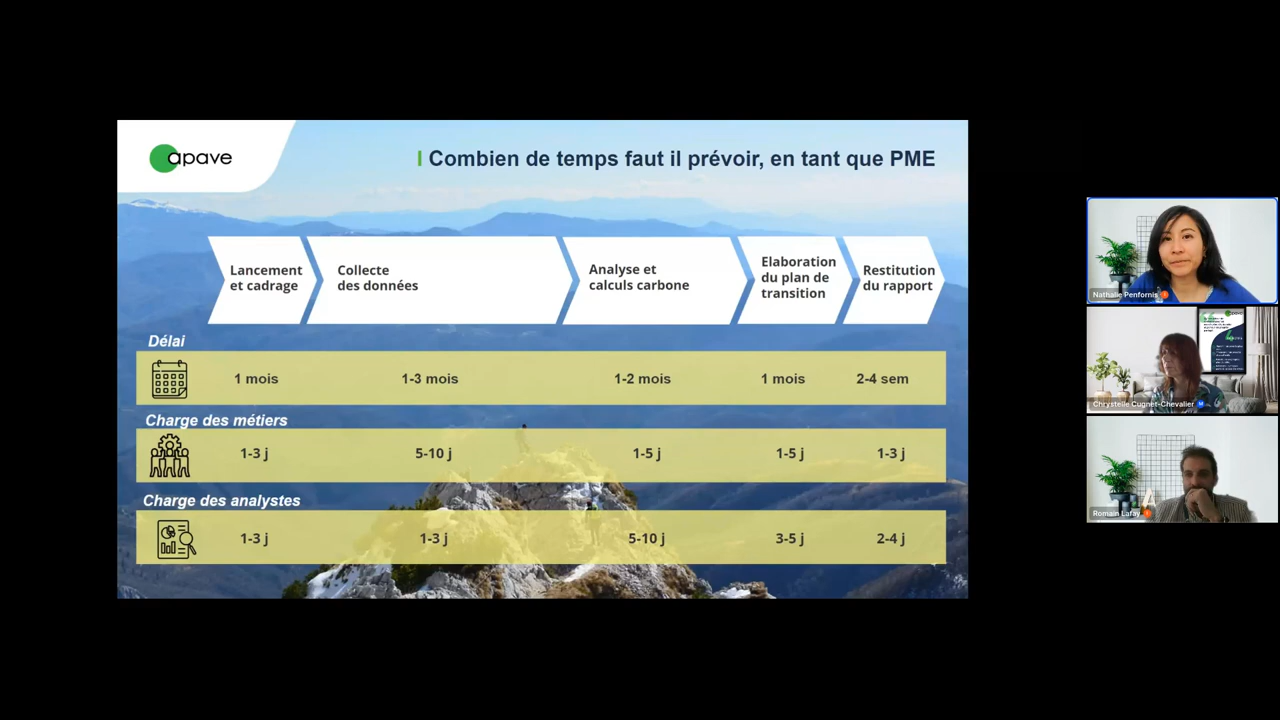 apave
Combien de temps faut il prévoir, en tant que PME
Lancement
et cadrage
Collecte
des données
Analyse et
calculs carbone
Elaboration
du plan de
transition
Restitution
du rapport
Délai
1 mois 1-3 mois 1-2 mois 1 mois 2-4 sem
Charge des métiers
1-3 j 5-10 j 1-5 j 1-5 j 1-3 j
Charge des analystes
1-3 j 1-3 j 5-10 j 3-5 j 2-4 j
Nathalie Penfornis
Chrystelle Cugnet-Chevalier
Romain Lafay